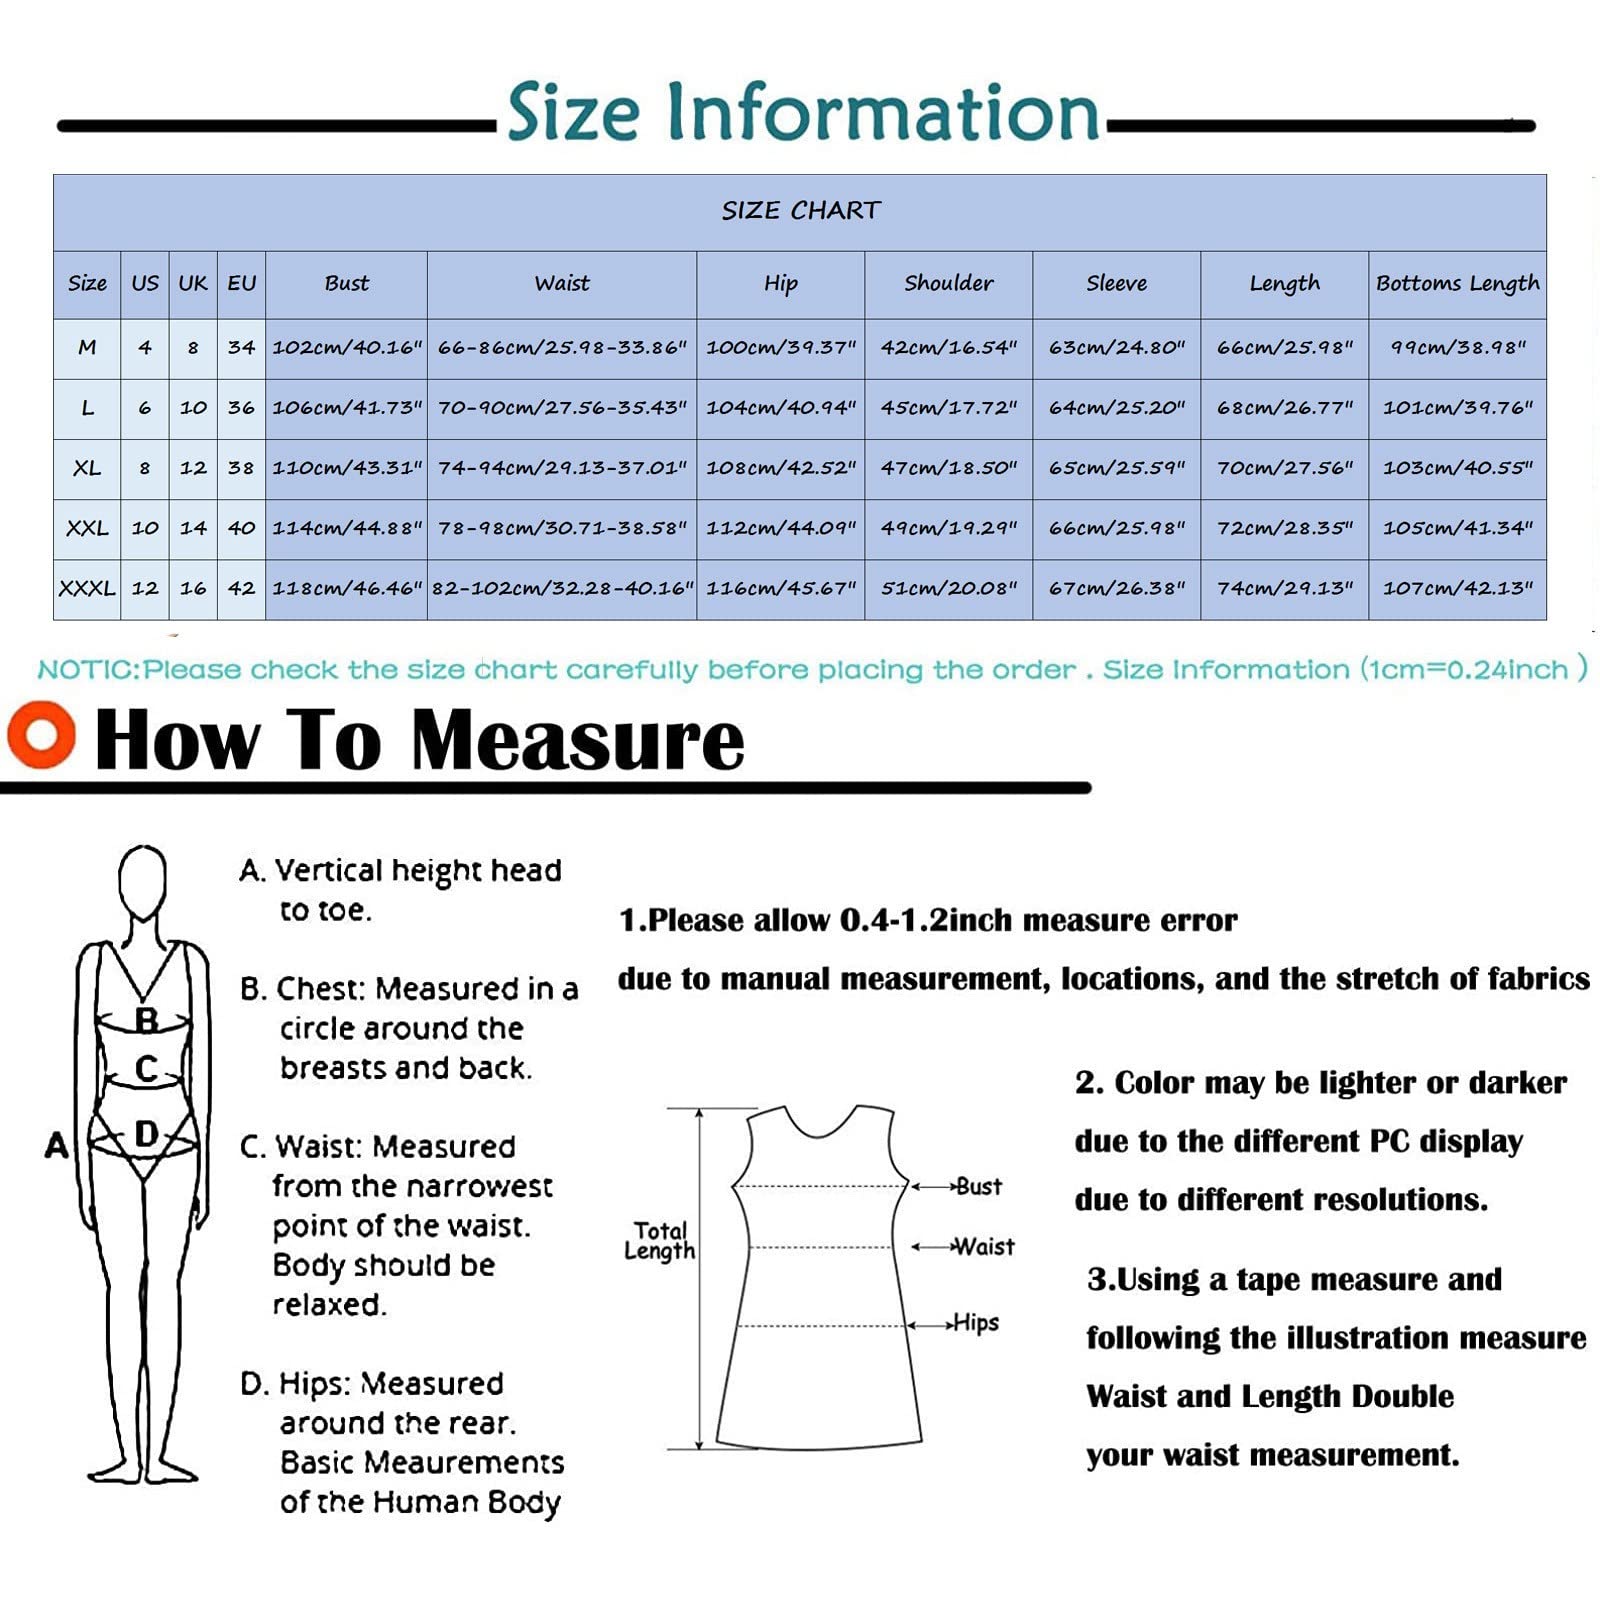 Size Information
SIZE CHART
Size US UK EU Bust Waist Hip Shoulder Sleeve Length Bottoms Length
M 4 8 34 102cm/40.16" 66-86cm/25.98-33.86" 100cm/39.37" 42cm/16.54" 63cm/24.80" 66cm/25.98" 99cm/38.98"
L 6 10 36 106cm/41.73" 70-90cm/27.56-35.43" 104cm/40.94" 45cm/17.72" 64cm/25.20" 68cm/26.77" 101cm/39.76"
XL 8 12 38 110cm/43.31" 74-94cm/29.13-37.01" 108cm/42.52" 47cm/18.50" 65cm/25.59" 70cm/27.56" 103cm/40.55"
XXL 10 14 40 114cm/44.88" 78-98cm/30.71-38.58" 112cm/44.09" 49cm/19.29" 66cm/25.98" 72cm/28.35" 105cm/41.34"
XXXL 12 16 42 118cm/46.46" 82-102cm/32.28-40.16" 116cm/45.67" 51cm/20.08" 67cm/26.38" 74cm/29.13" 107cm/42.13"
NOTIC:Please check the size chart carefully before placing the order . Size Information (1cm=0.24inch )
How To Measure
A
B
C
D
A. Vertical height head
to toe.
B. Chest: Measured in a
circle around the
breasts and back.
C. Waist: Measured
from the narrowest
point of the waist.
Body should be
relaxed.
D. Hips: Measured
around the rear.
Basic Meaurements
of the Human Body
1.Please allow 0.4-1.2inch measure error
due to manual measurement, locations, and the stretch of fabrics
Total
Length
Bust
Waist
Hips
2. Color may be lighter or darker
due to the different PC display
due to different resolutions.
3.Using a tape measure and
following the illustration measure
Waist and Length Double
your waist measurement.